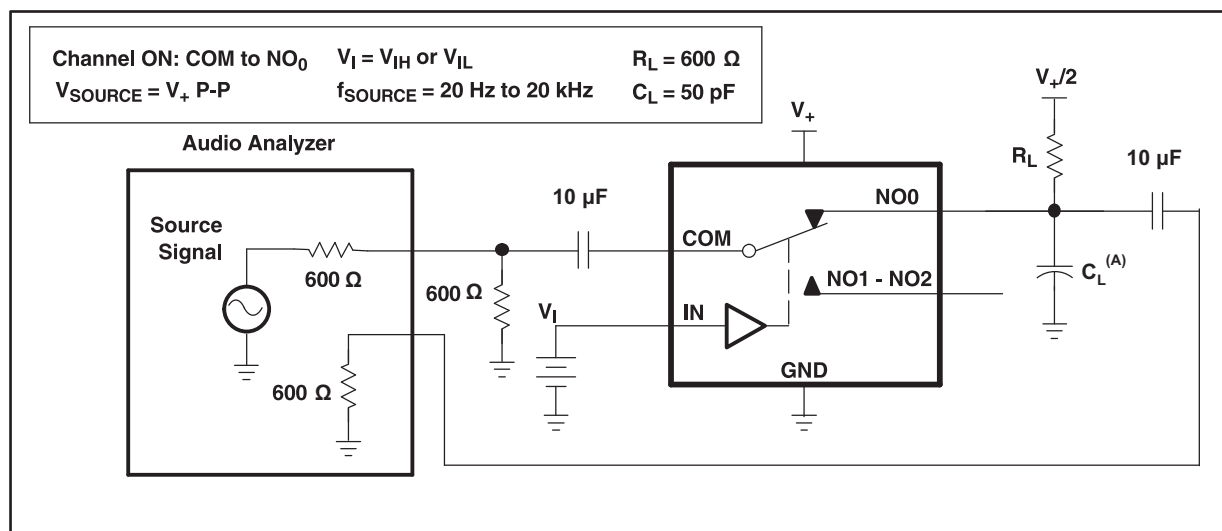 Channel ON: COM to NO0 VI = VIH or VIL RL = 600 Ω
VSOURCE = V+ P-P fSOURCE = 20 Hz to 20 kHz CL = 50 pF
V+/2
Audio Analyzer
V+
RL
10 µF
10 µF
Source
Signal
NO0
COM
600 Ω
600 Ω
CL(A)
NO1 - NO2
VI
IN
GND
600 Ω